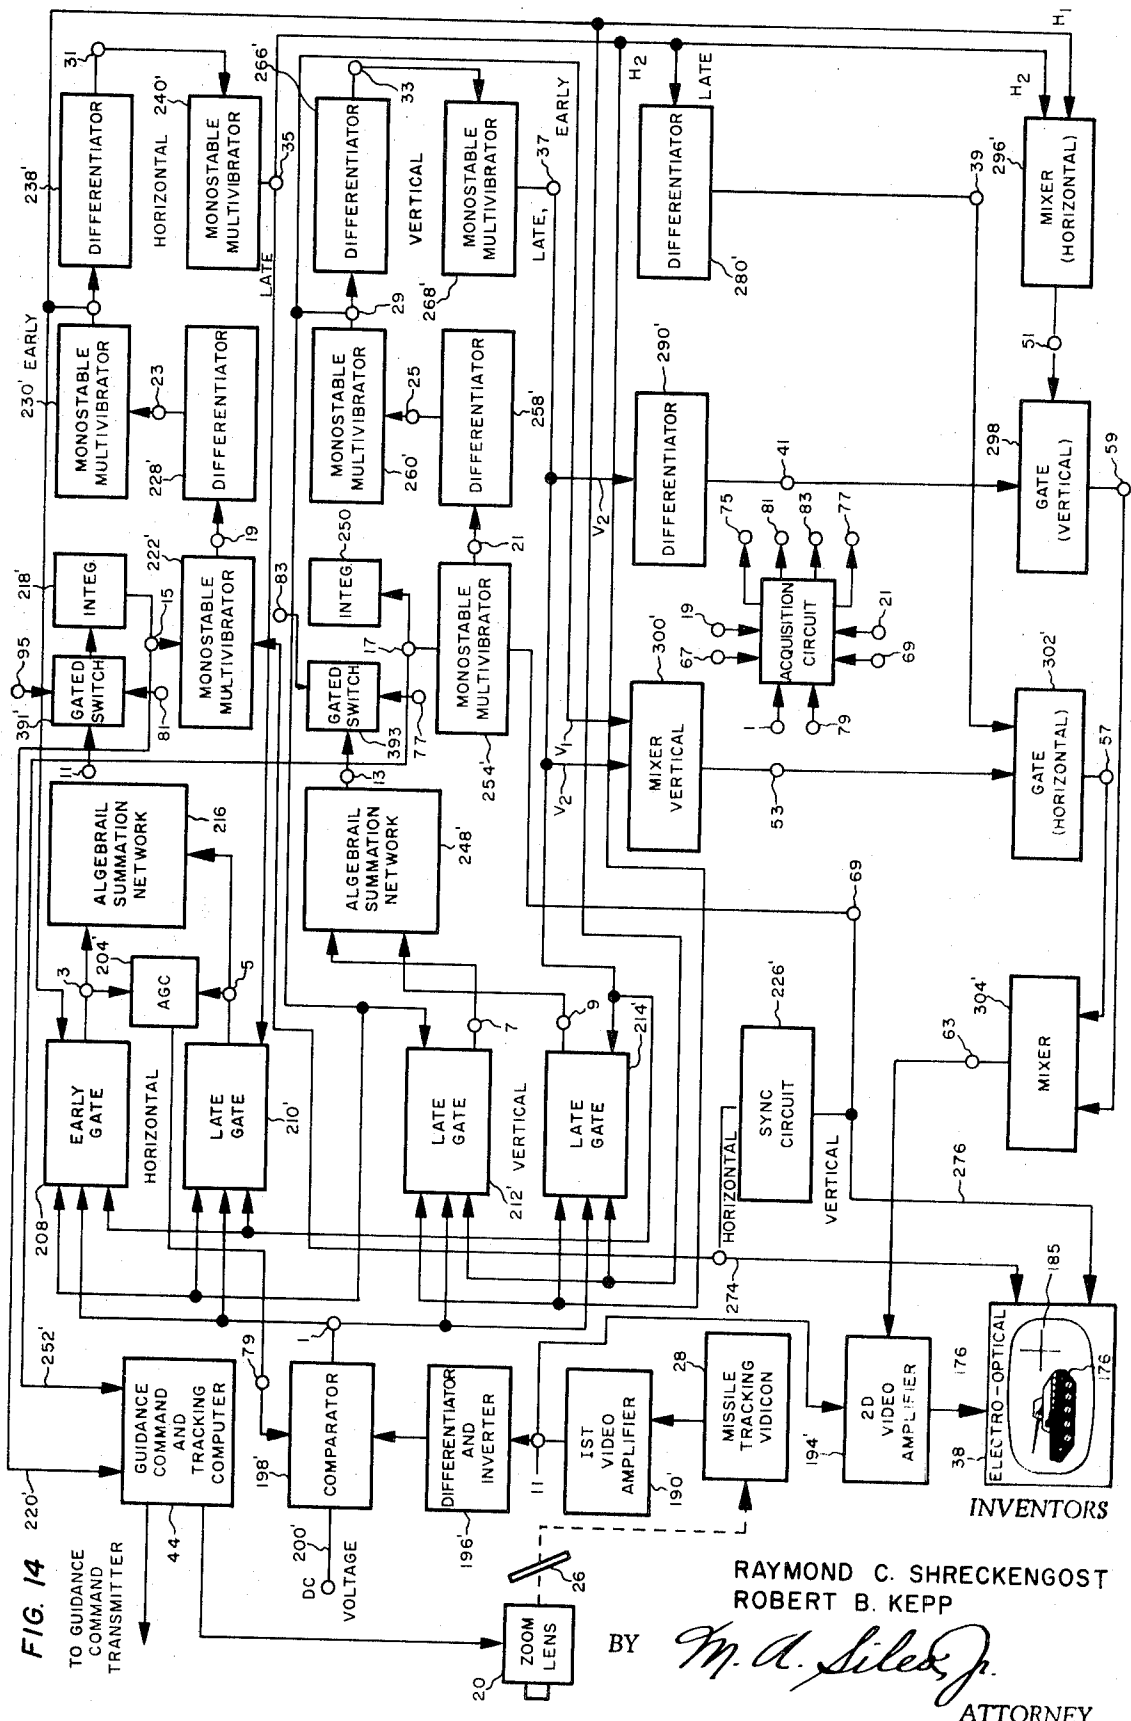 FIG. 14
TO GUIDANCE
COMMAND
TRANSMITTER
44
220'
252'
GUIDANCE
COMMAND
AND
TRACKING
COMPUTER
79
198'
COMPARATOR
1
200'
DC
VOLTAGE
DIFFERENTIATOR
AND
INVERTER
196'
11
1ST
VIDEO
AMPLIFIER
190'
MISSILE
TRACKING
VIDICON
28
26
20
ZOOM
LENS
208
EARLY
GATE
3
204'
AGC
5
HORIZONTAL
LATE
GATE
210'
LATE
GATE
212'
7
VERTICAL
LATE
GATE
214'
9
ALGEBRAIL
SUMMATION
NETWORK
216
ALGEBRAIL
SUMMATION
NETWORK
248'
11
391'
95
GATED
SWITCH
81
218'
INTEG.
15
222'
MONOSTABLE
MULTIVIBRATOR
19
228'
DIFFERENTIATOR
23
230'
EARLY
MONOSTABLE
MULTIVIBRATOR
238'
DIFFERENTIATOR
31
HORIZONTAL
240'
MONOSTABLE
MULTIVIBRATOR
35
LATE
13
GATED
SWITCH
393
77
83
INTEG.
250
17
MONOSTABLE
MULTIVIBRATOR
254'
21
DIFFERENTIATOR
258'
25
MONOSTABLE
MULTIVIBRATOR
260'
29
266'
DIFFERENTIATOR
33
VERTICAL
MONOSTABLE
MULTIVIBRATOR
268'
37
LATE,
EARLY
H2
LATE
H1
H2
DIFFERENTIATOR
280'
39
290'
DIFFERENTIATOR
41
V2
V1
V2
300'
MIXER
VERTICAL
53
ACQUISITION
CIRCUIT
1
79
67
19
69
21
75
81
83
77
296'
MIXER
(HORIZONTAL)
51
298
GATE
(VERTICAL)
59
302'
GATE
(HORIZONTAL)
57
69
SYNC
CIRCUIT
226'
HORIZONTAL
VERTICAL
274
276
304'
MIXER
63
2D
VIDEO
AMPLIFIER
194'
176
38
ELECTRO-OPTICAL
185
176
INVENTORS
RAYMOND C. SHRECKENGOST
ROBERT B. KEPP
BY
ATTORNEY